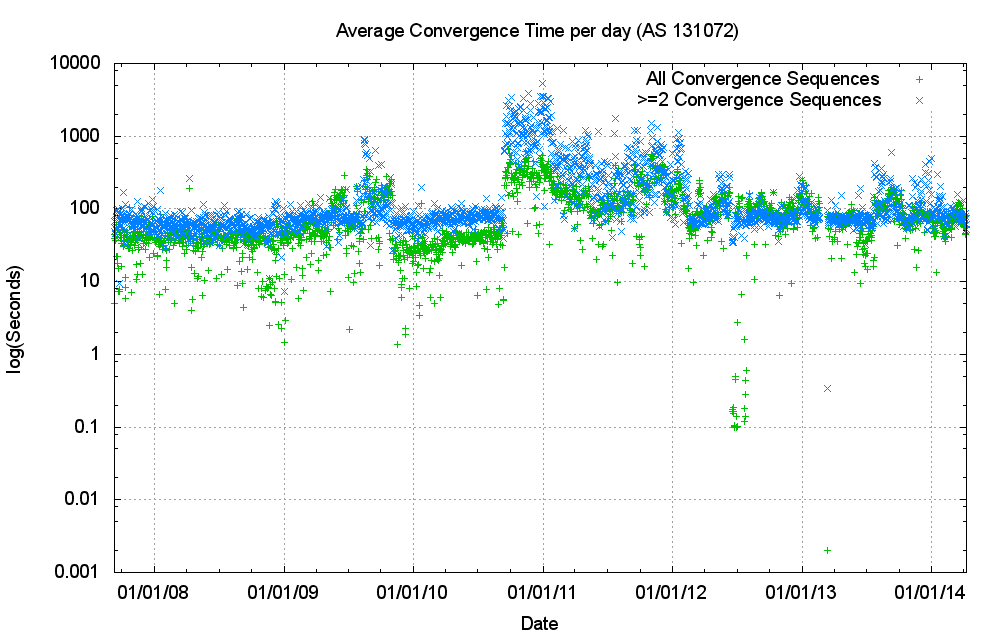 Average Convergence Time per day (AS 131072)
All Convergence Sequences
>=2 Convergence Sequences
10000
1000
100
10
1
0.1
0.01
0.001
log(Seconds)
01/01/08 01/01/09 01/01/10 01/01/11 01/01/12 01/01/13 01/01/14
Date